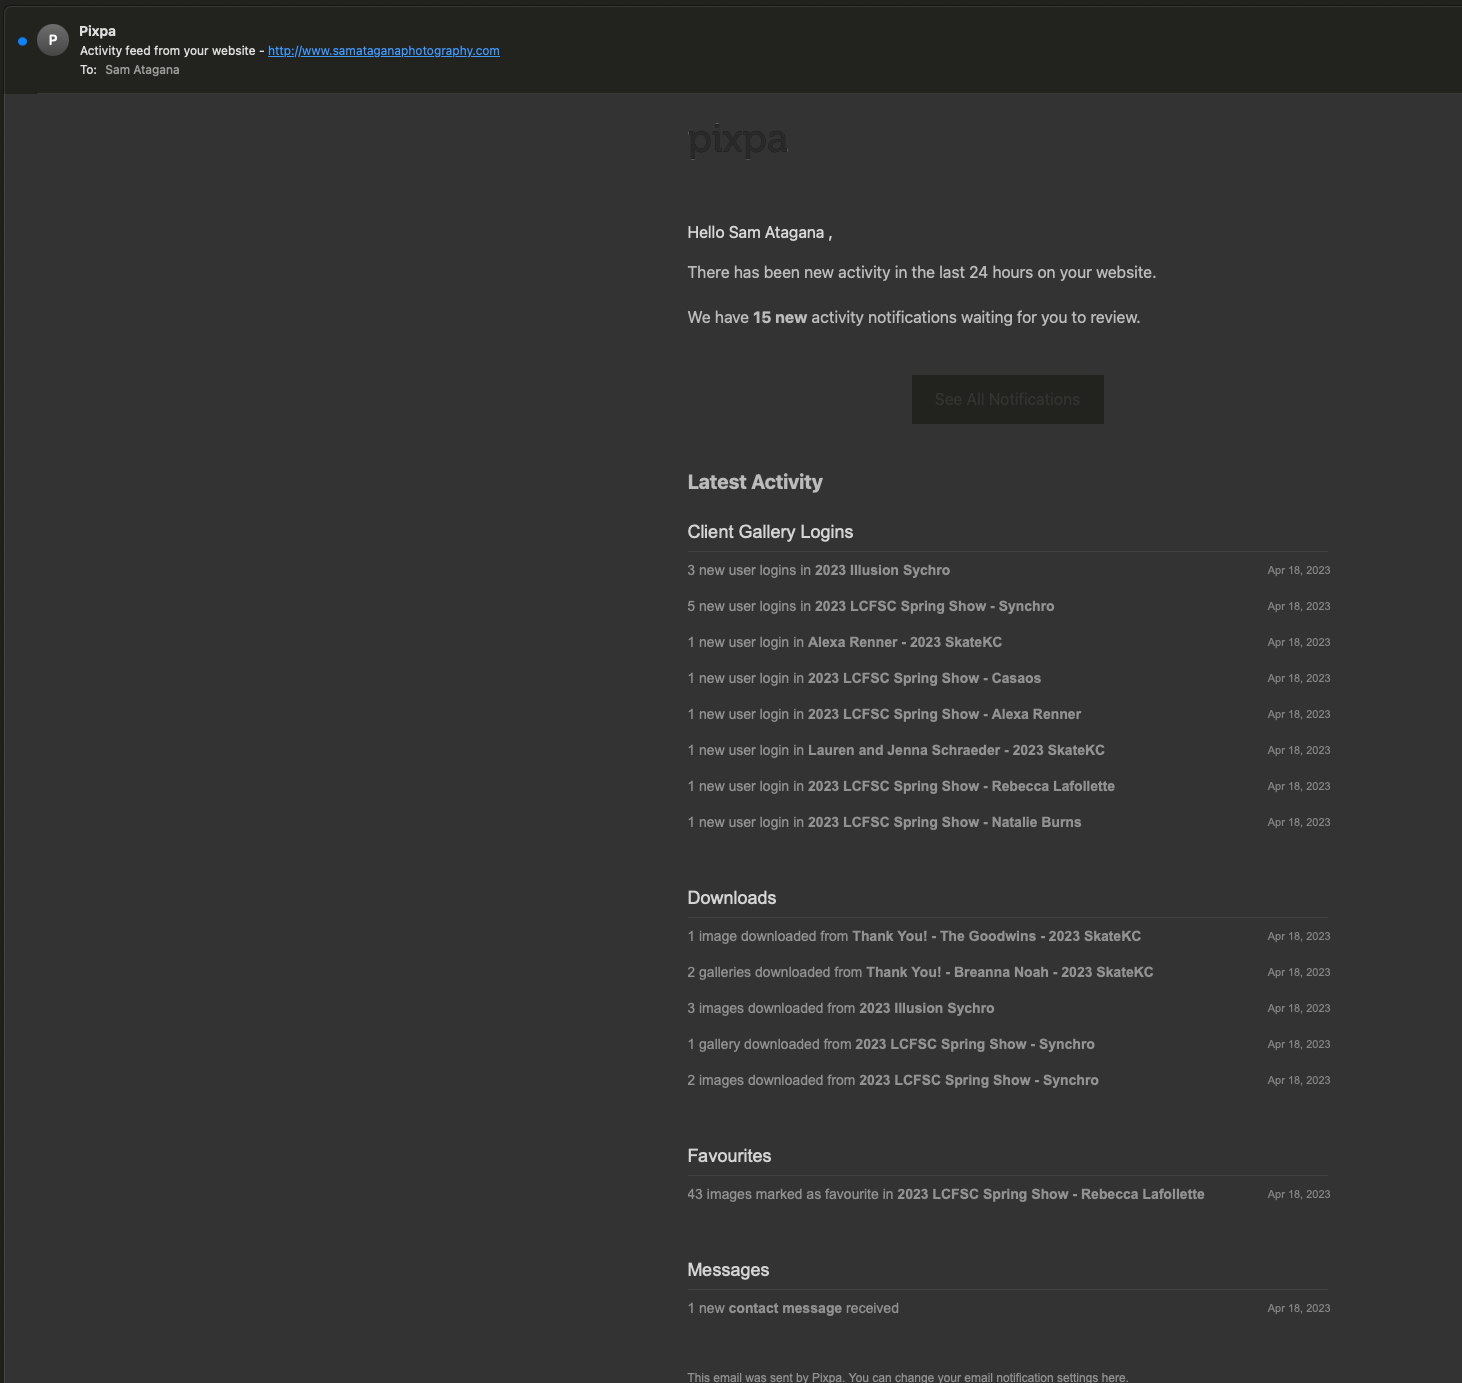 P
Pixpa
Activity feed from your website - http://www.samataganaphotography.com
To: Sam Atagana
pixpa
Hello Sam Atagana ,
There has been new activity in the last 24 hours on your website.
We have 15 new activity notifications waiting for you to review.
See All Notifications
Latest Activity
Client Gallery Logins
3 new user logins in 2023 Illusion Sychro Apr 18, 2023
5 new user logins in 2023 LCFSC Spring Show - Synchro Apr 18, 2023
1 new user login in Alexa Renner - 2023 SkateKC Apr 18, 2023
1 new user login in 2023 LCFSC Spring Show - Casaos Apr 18, 2023
1 new user login in 2023 LCFSC Spring Show - Alexa Renner Apr 18, 2023
1 new user login in Lauren and Jenna Schraeder - 2023 SkateKC Apr 18, 2023
1 new user login in 2023 LCFSC Spring Show - Rebecca Lafollette Apr 18, 2023
1 new user login in 2023 LCFSC Spring Show - Natalie Burns Apr 18, 2023
Downloads
1 image downloaded from Thank You! - The Goodwins - 2023 SkateKC Apr 18, 2023
2 galleries downloaded from Thank You! - Breanna Noah - 2023 SkateKC Apr 18, 2023
3 images downloaded from 2023 Illusion Sychro Apr 18, 2023
1 gallery downloaded from 2023 LCFSC Spring Show - Synchro Apr 18, 2023
2 images downloaded from 2023 LCFSC Spring Show - Synchro Apr 18, 2023
Favourites
43 images marked as favourite in 2023 LCFSC Spring Show - Rebecca Lafollette Apr 18, 2023
Messages
1 new contact message received Apr 18, 2023
This email was sent by Pixpa. You can change your email notification settings here.